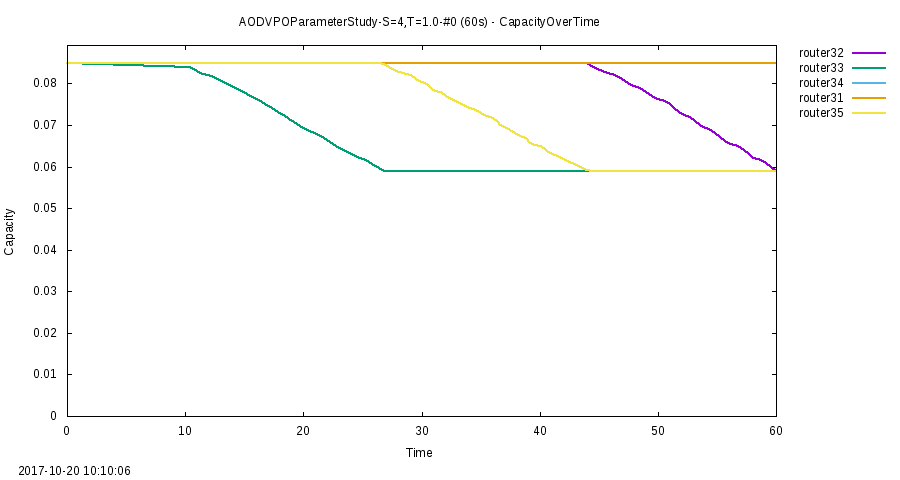 AODVPOParameterStudy-S=4,T=1.0-#0 (60s) - CapacityOverTime
router32
router33
router34
router31
router35
0.08
0.07
0.06
0.05
0.04
0.03
0.02
0.01
0
Capacity
0 10 20 30 40 50 60
Time
2017-10-20 10:10:06